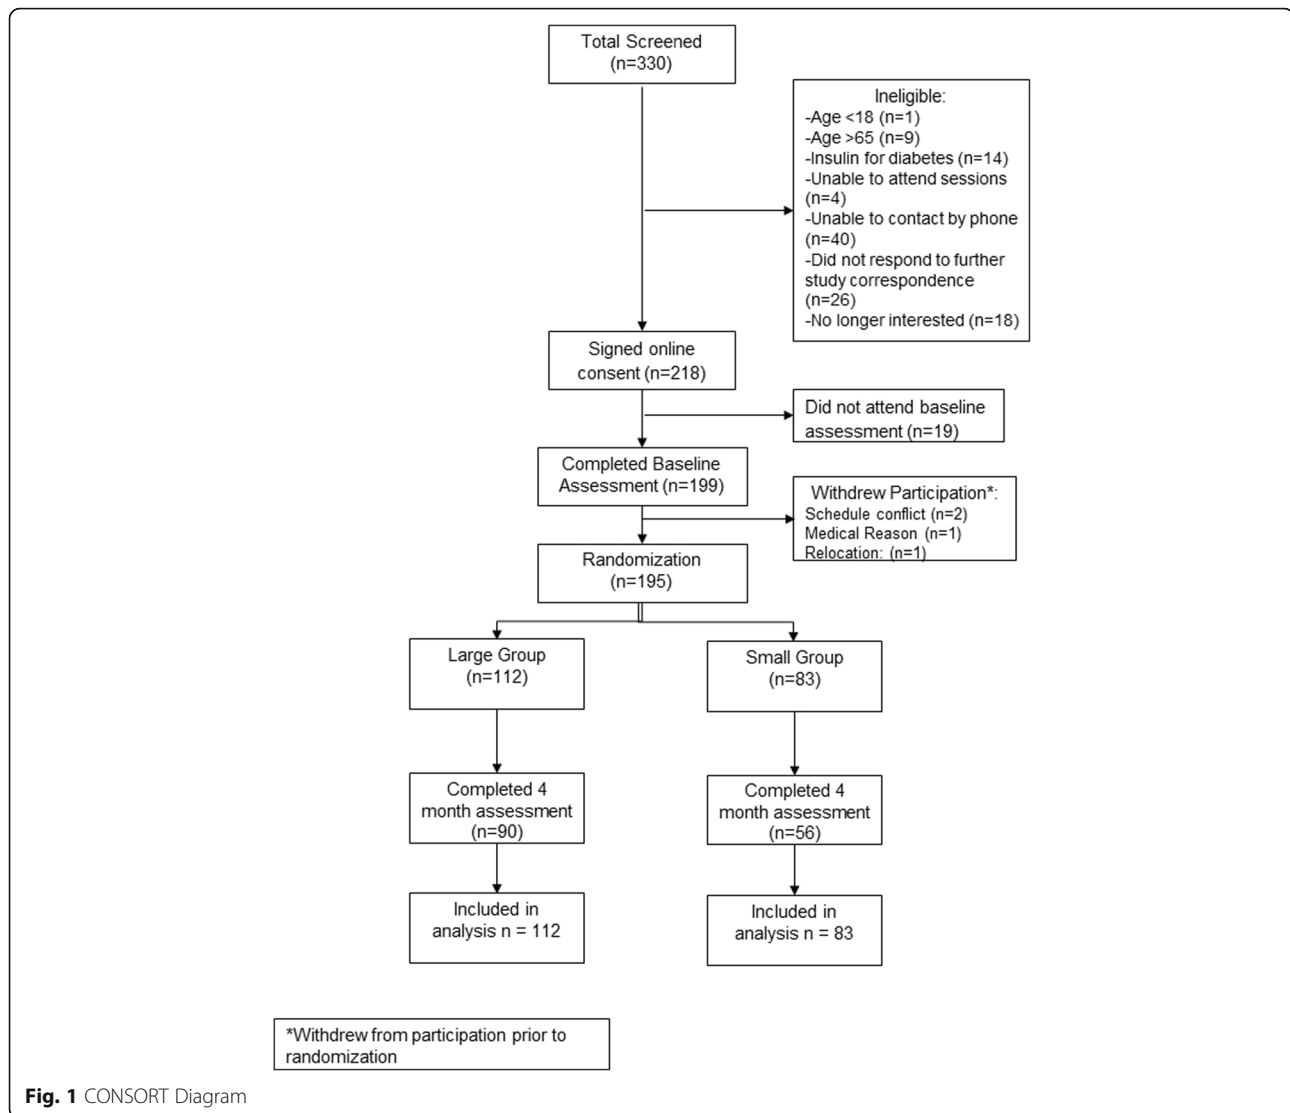 Total Screened
(n=330)
Ineligible:
-Age <18 (n=1)
-Age >65 (n=9)
-Insulin for diabetes (n=14)
-Unable to attend sessions
(n=4)
-Unable to contact by phone
(n=40)
-Did not respond to further
study correspondence
(n=26)
-No longer interested (n=18)
Signed online
consent (n=218)
Did not attend baseline
assessment (n=19)
Completed Baseline
Assessment (n=199)
Withdrew Participation*:
Schedule conflict (n=2)
Medical Reason (n=1)
Relocation: (n=1)
Randomization
(n=195)
Large Group
(n=112)
Small Group
(n=83)
Completed 4
month assessment
(n=90)
Completed 4
month assessment
(n=56)
Included in
analysis n = 112
Included in
analysis n = 83
*Withdrew from participation prior to
randomization
Fig. 1 CONSORT Diagram